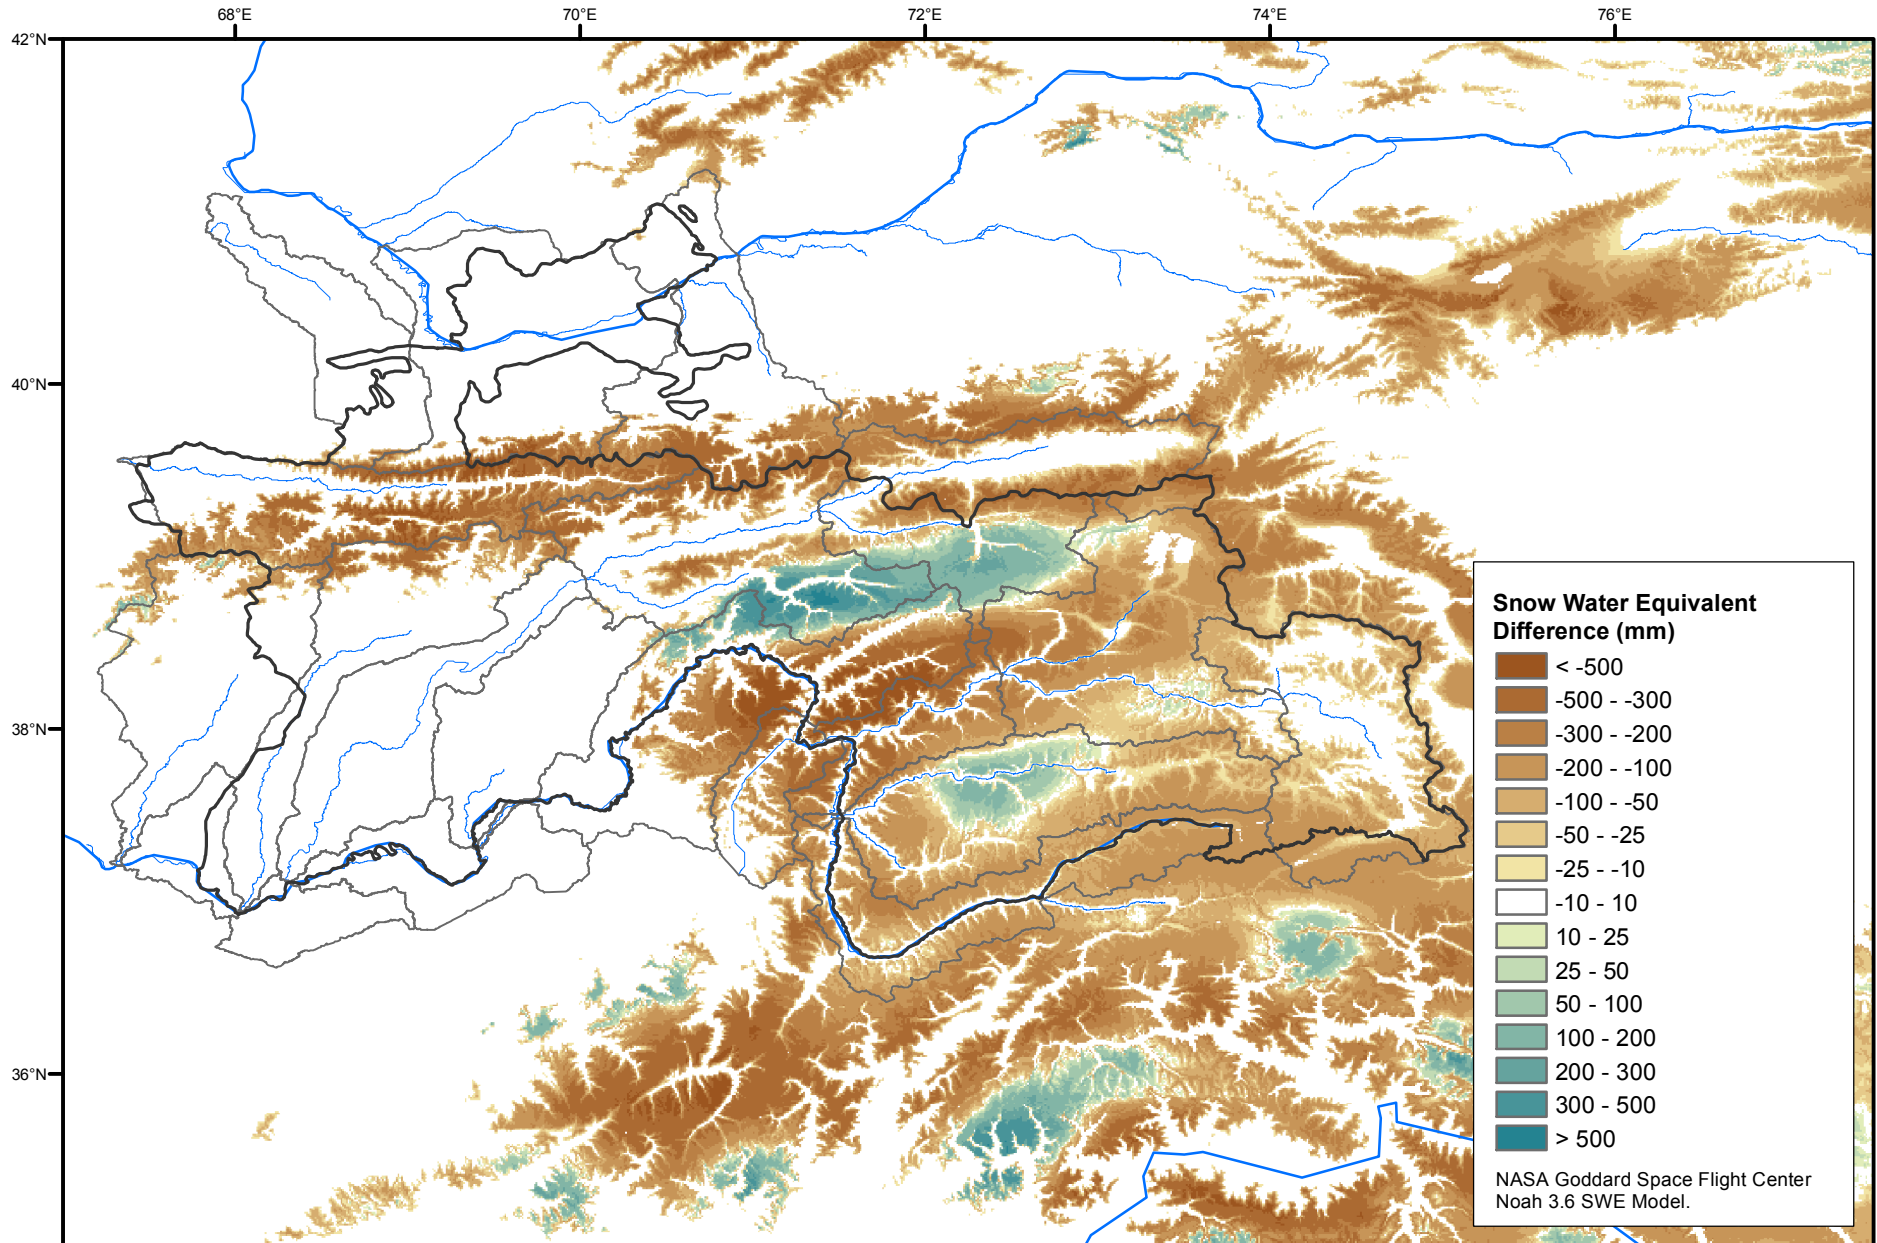 68°E
70°E
72°E
74°E
76°E
42°N
40°N
38°N
36°N
Snow Water Equivalent
Difference (mm)
< -500
-500 - -300
-300 - -200
-200 - -100
-100 - -50
-50 - -25
-25 - -10
-10 - 10
10 - 25
25 - 50
50 - 100
100 - 200
200 - 300
300 - 500
> 500
NASA Goddard Space Flight Center
Noah 3.6 SWE Model.